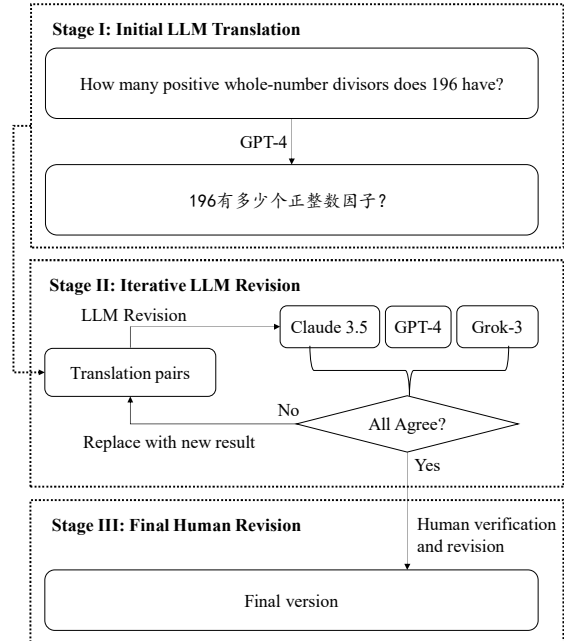 Stage I: Initial LLM Translation
How many positive whole-number divisors does 196 have?
GPT-4
196有多少个正整数因子?
Stage II: Iterative LLM Revision
LLM Revision
Claude 3.5
GPT-4
Grok-3
Translation pairs
No
All Agree?
Replace with new result
Yes
Stage III: Final Human Revision
Human verification
and revision
Final version